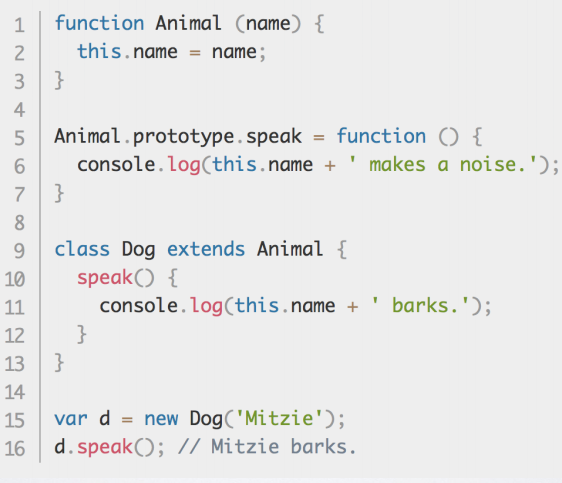 1 function Animal (name) {
2   this.name = name;
3 }
4
5 Animal.prototype.speak = function () {
6   console.log(this.name + ' makes a noise.');
7 }
8
9 class Dog extends Animal {
10   speak() {
11     console.log(this.name + ' barks.');
12   }
13 }
14
15 var d = new Dog('Mitzie');
16 d.speak(); // Mitzie barks.